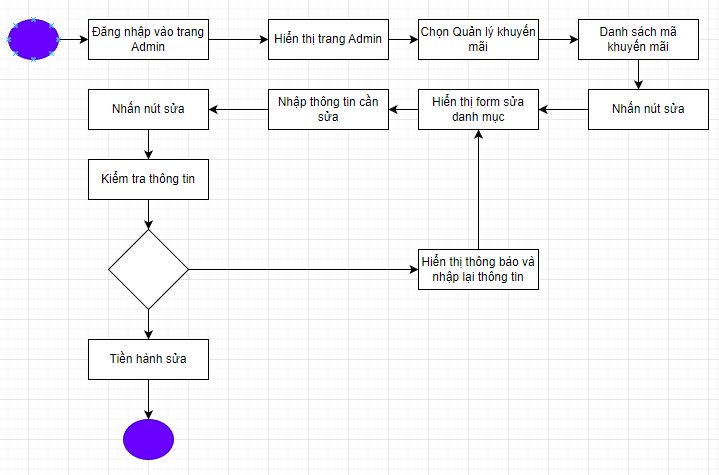 Đăng nhập vào trang
Admin
Hiển thị trang Admin
Chọn Quản lý khuyến
mãi
Danh sách mã
khuyến mãi
Nhấn nút sửa
Nhập thông tin cần
sửa
Hiển thị form sửa
danh mục
Nhấn nút sửa
Kiểm tra thông tin
Hiển thị thông báo và
nhập lại thông tin
Tiền hành sửa